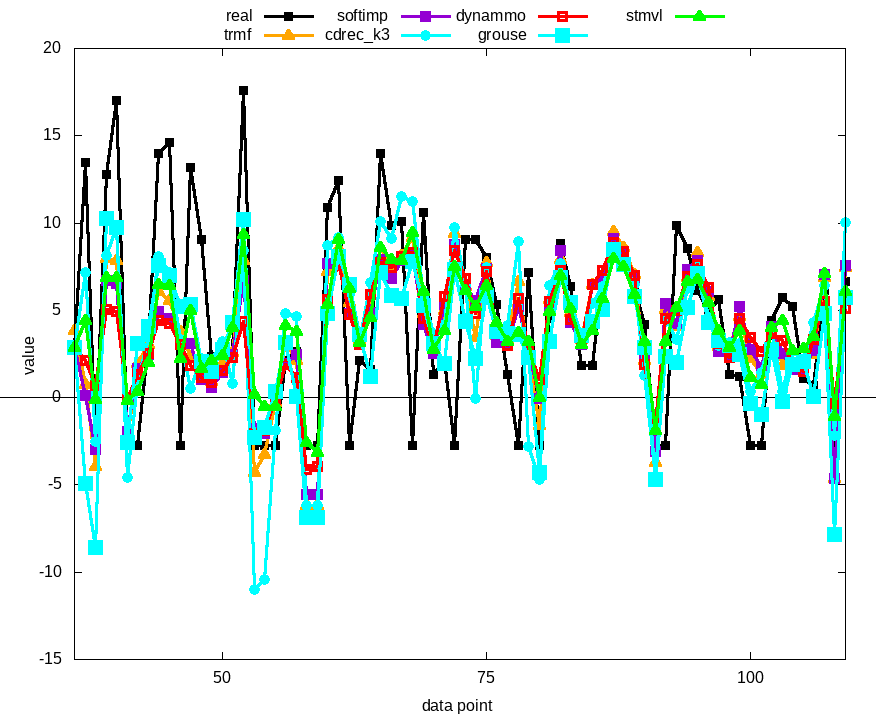 real softimp dynammo stmvl
trmf cdrec_k3 grouse
20
15
10
5
0
-5
-10
-15
value
50 75 100
data point